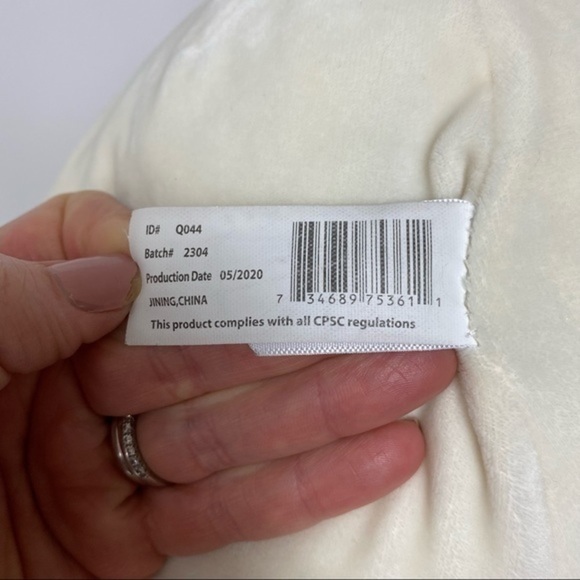 ID# Q044
Batch# 2304
Production Date 05/2020
JINING,CHINA
7 34689 75361 1
This product complies with all CPSC regulations